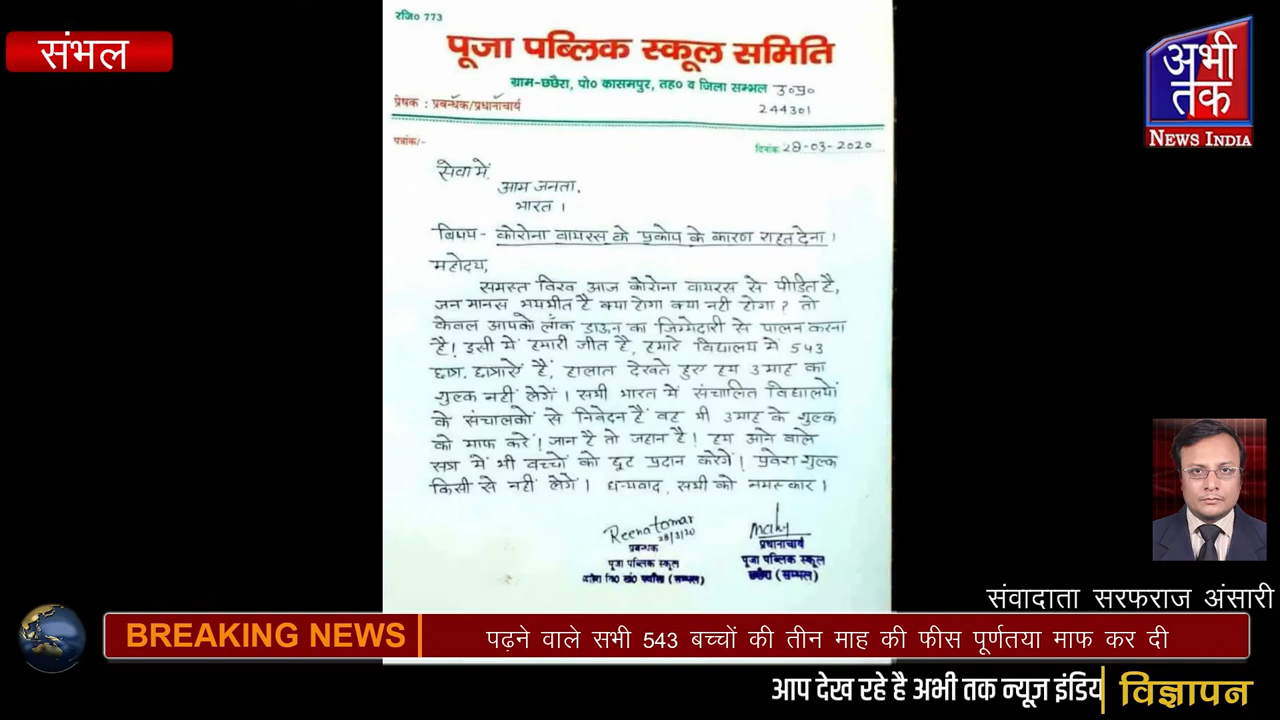 संभल
रजि० 773
पूजा पब्लिक स्कूल समिति
ग्राम-छछैरा, पो० कासमपुर, तह० व जिला सम्भल उ०प्र०
244301
प्रेषक : प्रबन्धक/प्रधानाचार्य
पत्रांक/-
दिनांक 28-03-2020
सेवा में,
आम जनता,
भारत ।
विषय - कोरोना वायरस के प्रकोप के कारण राहत देना ।
महोदय,
समस्त विश्व आज कोरोना वायरस से पीडित है,
जन मानस भयभीत है क्या होगा क्या नही होगा ? तो
केवल आपको लॉक डाऊन का जिम्मेदारी से पालन करना
है ! इसी में हमारी जीत है, हमारे विद्यालय में 543
छात्र, छात्राऐं हैं, हालात देखते हुए हम 3 माह का
शुल्क नहीं लेगें । सभी भारत में संचालित विद्यालयों
के संचालकों से निवेदन हैं वह भी 3 माह के शुल्क
को माफ करें ! जान है तो जहान है ! हम आने वाले
सत्र में भी बच्चों को छूट प्रदान करेगें ! प्रवेश शुल्क
किसी से नहीं लेगें । धन्यवाद, सभी को नमस्कार ।
Reena Tomar
28/3/20
प्रबन्धक
पूजा पब्लिक स्कूल
(सम्भल)
प्रधानाचार्य
पूजा पब्लिक स्कूल
छछैरा (सम्भल)
अभी
तक
NEWS INDIA
संवादाता सरफराज अंसारी
BREAKING NEWS
पढ़ने वाले सभी 543 बच्चों की तीन माह की फीस पूर्णतया माफ कर दी
आप देख रहे है अभी तक न्यूज़ इंडिय
विज्ञापन